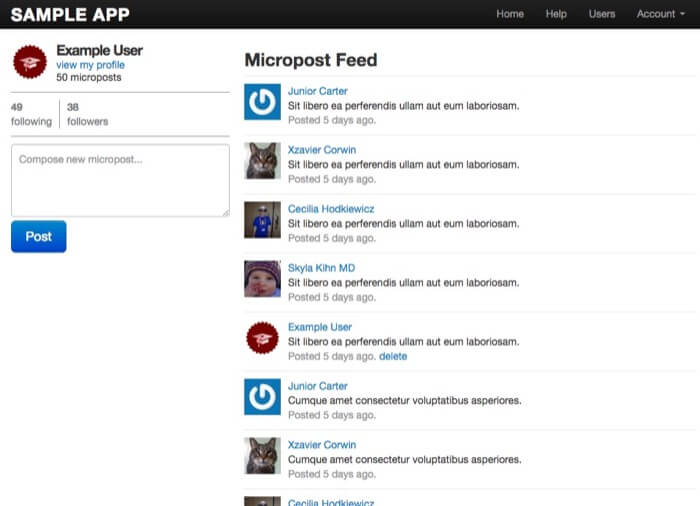 SAMPLE APP
Home Help Users Account
Example User
view my profile
50 microposts
49 following
38 followers
Compose new micropost...
Post
Micropost Feed
Junior Carter
Sit libero ea perferendis ullam aut eum laboriosam.
Posted 5 days ago.
Xzavier Corwin
Sit libero ea perferendis ullam aut eum laboriosam.
Posted 5 days ago.
Cecilia Hodkiewicz
Sit libero ea perferendis ullam aut eum laboriosam.
Posted 5 days ago.
Skyla Kihn MD
Sit libero ea perferendis ullam aut eum laboriosam.
Posted 5 days ago.
Example User
Sit libero ea perferendis ullam aut eum laboriosam.
Posted 5 days ago. delete
Junior Carter
Cumque amet consectetur voluptatibus asperiores.
Posted 5 days ago.
Xzavier Corwin
Cumque amet consectetur voluptatibus asperiores.
Posted 5 days ago.
Cecilia Hodkiewicz